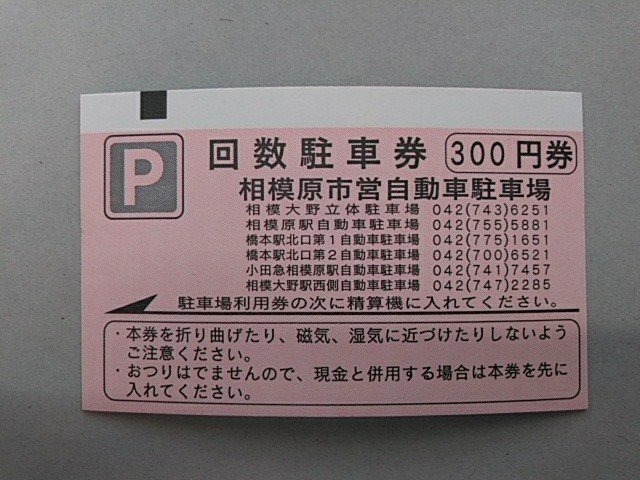 P
回数駐車券 300円券
相模原市営自動車駐車場
相模大野立体駐車場 042(743)6251
相模原駅自動車駐車場 042(755)5881
橋本駅北口第1自動車駐車場 042(775)1651
橋本駅北口第2自動車駐車場 042(700)6521
小田急相模原駅自動車駐車場 042(741)7457
相模大野駅西側自動車駐車場 042(747)2285
駐車場利用券の次に精算機に入れてください。
・本券を折り曲げたり、磁気、湿気に近づけたりしないよう
ご注意ください。
・おつりはでませんので、現金と併用する場合は本券を先に
入れてください。